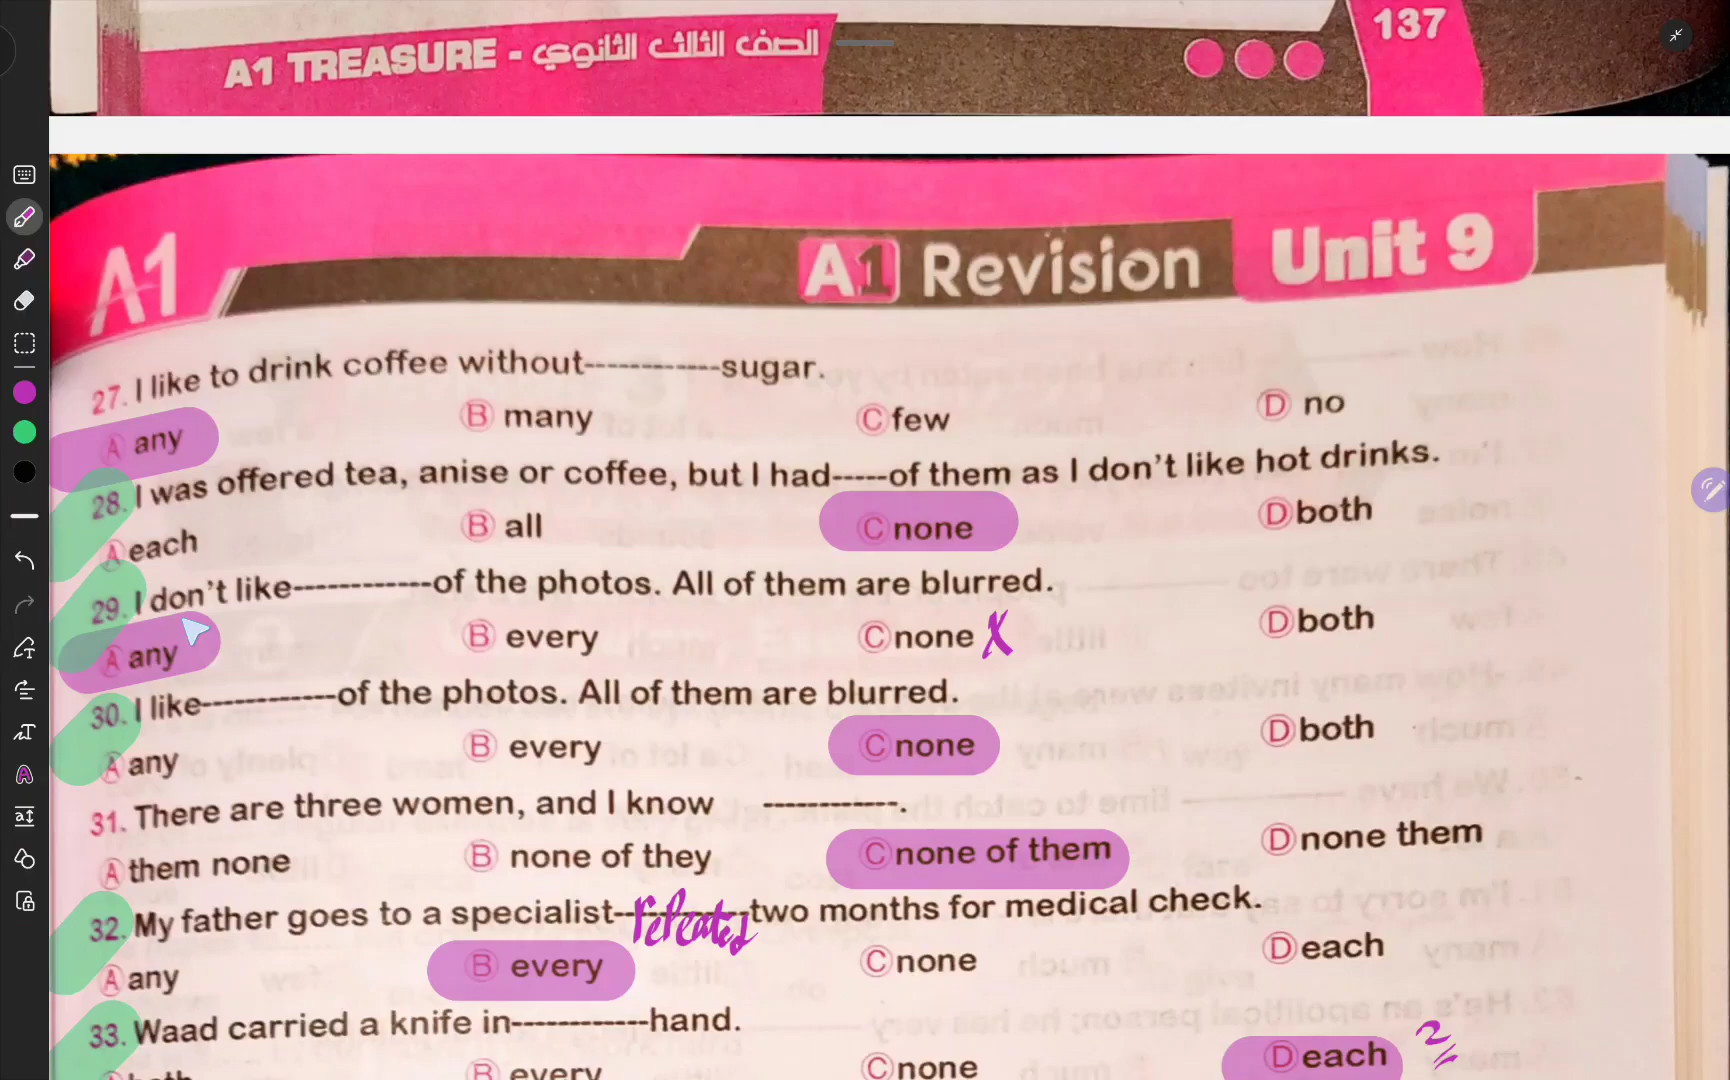 137
A1 TREASURE - الصف الثالث الثانوي
A1
A1 Revision Unit 9
27. I like to drink coffee without------------sugar.
A any B many C few D no
28. I was offered tea, anise or coffee, but I had-----of them as I don't like hot drinks.
A each B all C none D both
29. I don't like------------of the photos. All of them are blurred.
A any B every C none X D both
30. I like------------of the photos. All of them are blurred.
A any B every C none D both
31. There are three women, and I know ------------.
A them none B none of they C none of them D none them
32. My father goes to a specialist------------two months for medical check.
repeated
A any B every C none D each
33. Waad carried a knife in------------hand.
2
both B every C none D each